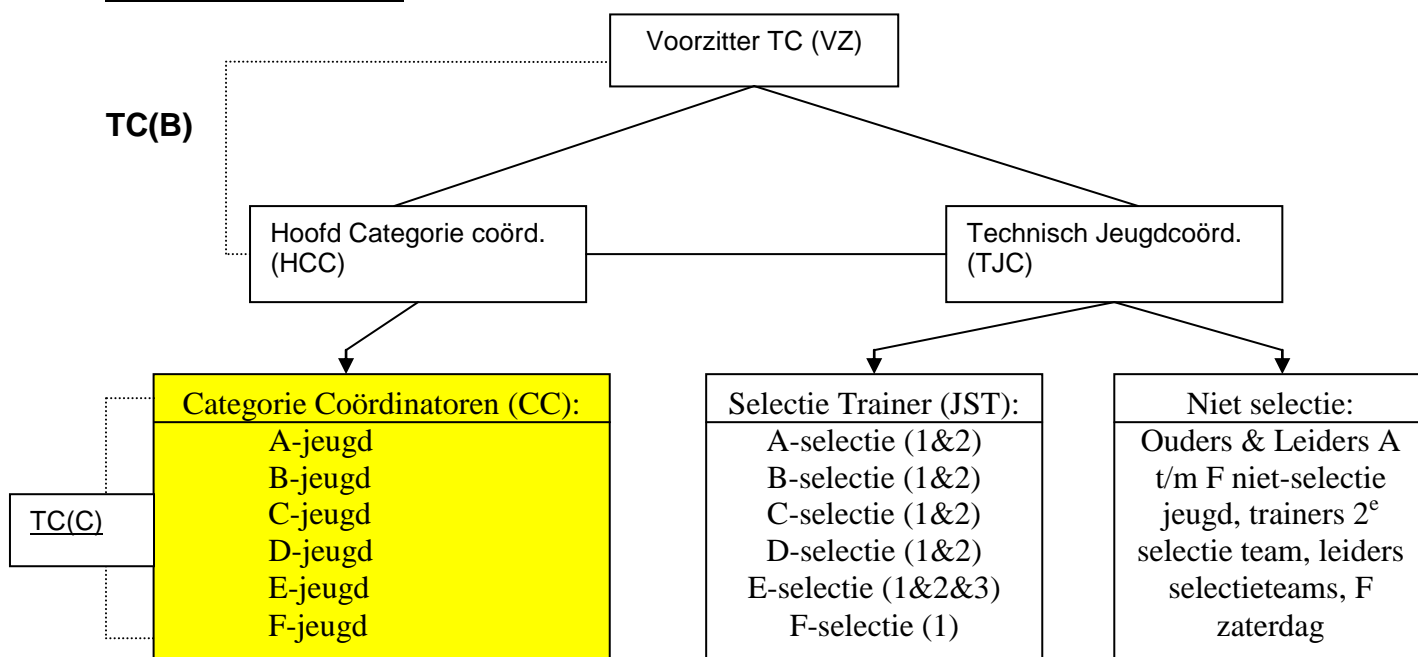 Voorzitter TC (VZ)
TC(B)
Hoofd Categorie coörd.
(HCC)
Technisch Jeugdcoörd.
(TJC)
Categorie Coördinatoren (CC):
A-jeugd
B-jeugd
C-jeugd
D-jeugd
E-jeugd
F-jeugd
TC(C)
Selectie Trainer (JST):
A-selectie (1&2)
B-selectie (1&2)
C-selectie (1&2)
D-selectie (1&2)
E-selectie (1&2&3)
F-selectie (1)
Niet selectie:
Ouders & Leiders A
t/m F niet-selectie
jeugd, trainers 2e
selectie team, leiders
selectieteams, F
zaterdag